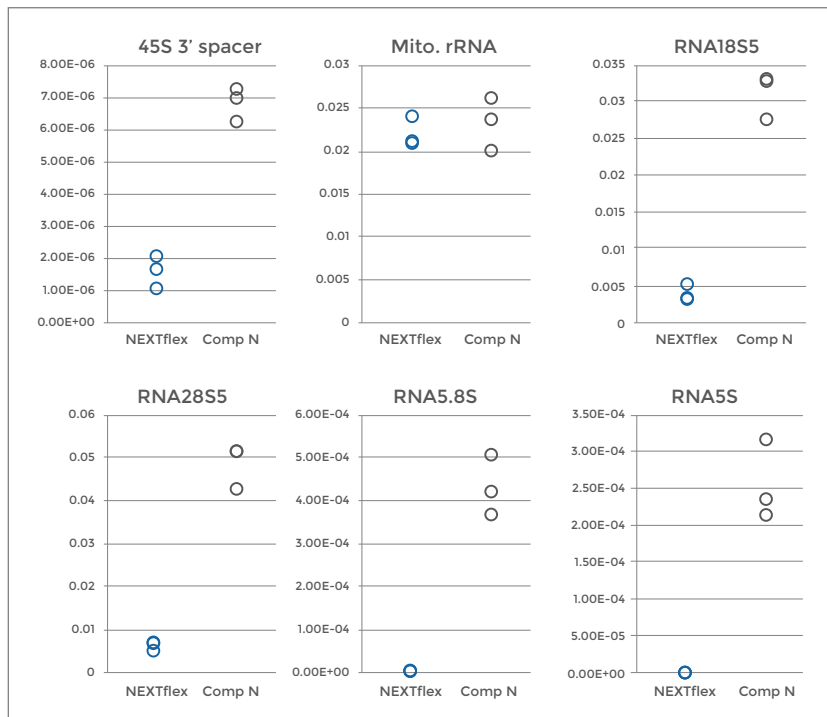 45S 3’ spacer
8.00E-06
7.00E-06
6.00E-06
5.00E-06
4.00E-06
3.00E-06
2.00E-06
1.00E-06
0.00E+00
NEXTflex Comp N
Mito. rRNA
0.03
0.025
0.02
0.015
0.01
0.005
0
NEXTflex Comp N
RNA18S5
0.035
0.03
0.025
0.02
0.015
0.01
0.005
0
NEXTflex Comp N
RNA28S5
0.06
0.05
0.04
0.03
0.02
0.01
0
NEXTflex Comp N
RNA5.8S
6.00E-04
5.00E-04
4.00E-04
3.00E-04
2.00E-04
1.00E-04
0.00E+00
NEXTflex Comp N
RNA5S
3.50E-04
3.00E-04
2.50E-04
2.00E-04
1.50E-04
1.00E-04
5.00E-05
0.00E+00
NEXTflex Comp N